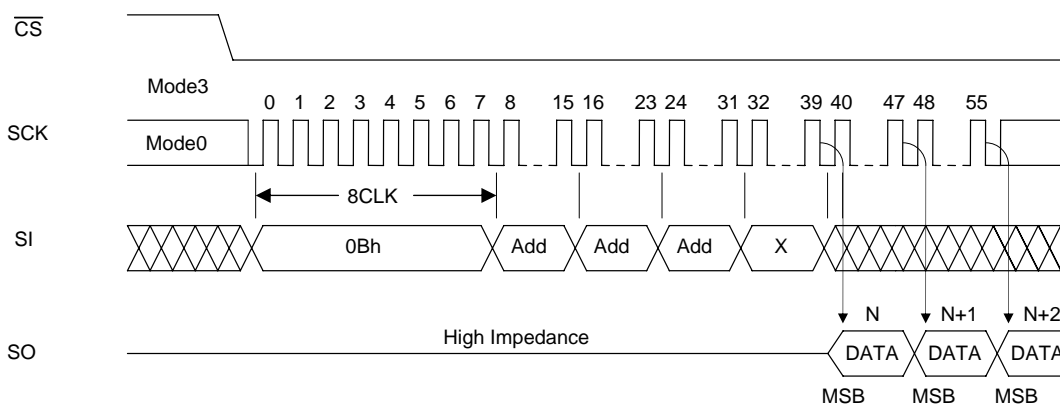 CS
Mode3
0 1 2 3 4 5 6 7 8 15 16 23 24 31 32 39 40 47 48 55
SCK
Mode0
8CLK
SI
0Bh Add Add Add X
N N+1 N+2
High Impedance
SO
DATA DATA DATA
MSB MSB MSB